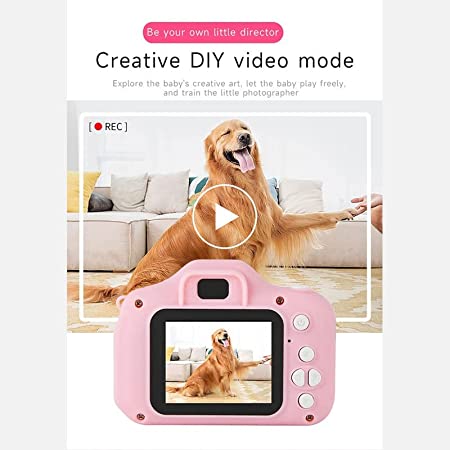 Be your own little director
Creative DIY video mode
Explore the baby's creative art, let the baby play freely,
and train the little photographer
[ REC ]